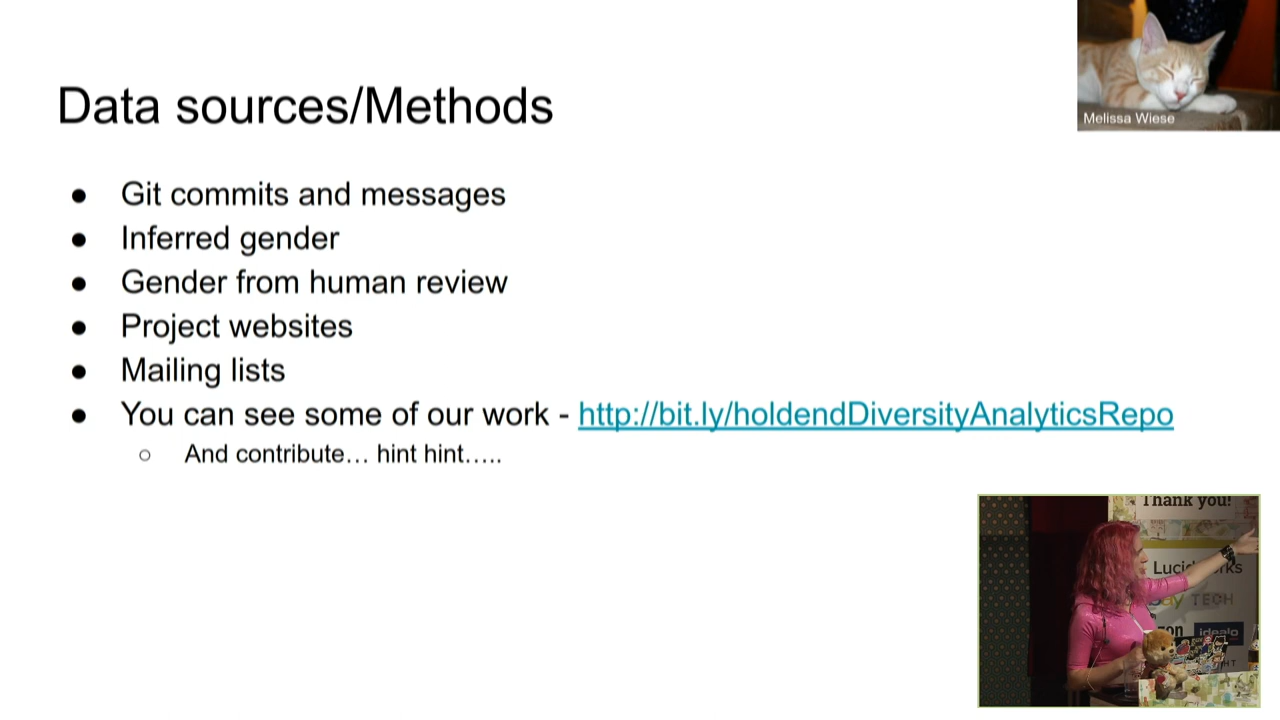 Data sources/Methods
Melissa Wiese
● Git commits and messages
● Inferred gender
● Gender from human review
● Project websites
● Mailing lists
● You can see some of our work - http://bit.ly/holdendDiversityAnalyticsRepo
○ And contribute… hint hint…..
Thank you!
TECH
idealo